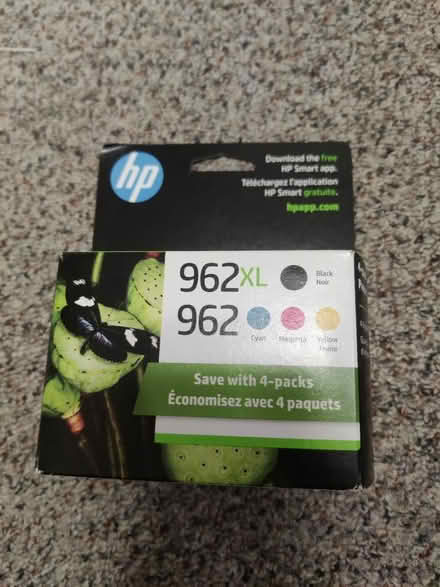 hp
Download the free
HP Smart app.
Téléchargez l'application
HP Smart gratuite.
hpapp.com
962XL
Black
Noir
962
Cyan
Magenta
Yellow
Jaune
Save with 4-packs
Économisez avec 4 paquets